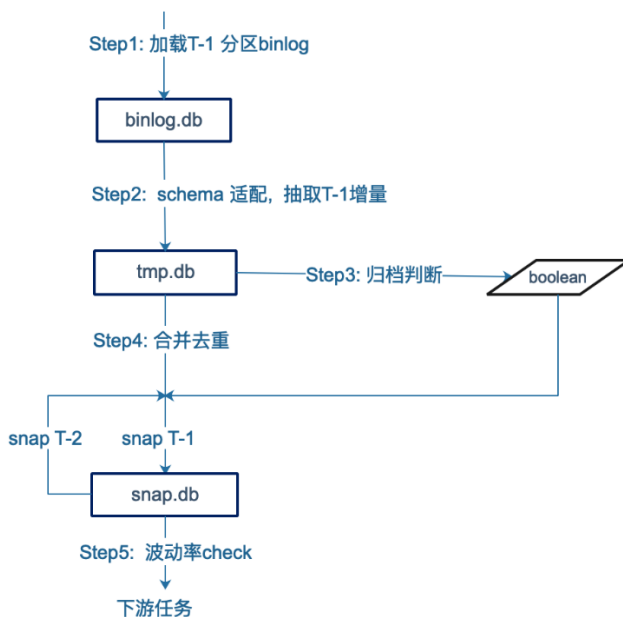 Step1: 加载T-1 分区binlog
binlog.db
Step2:  schema 适配,  抽取T-1增量
tmp.db
Step3: 归档判断
boolean
Step4: 合并去重
snap T-2
snap T-1
snap.db
Step5:  波动率check
下游任务